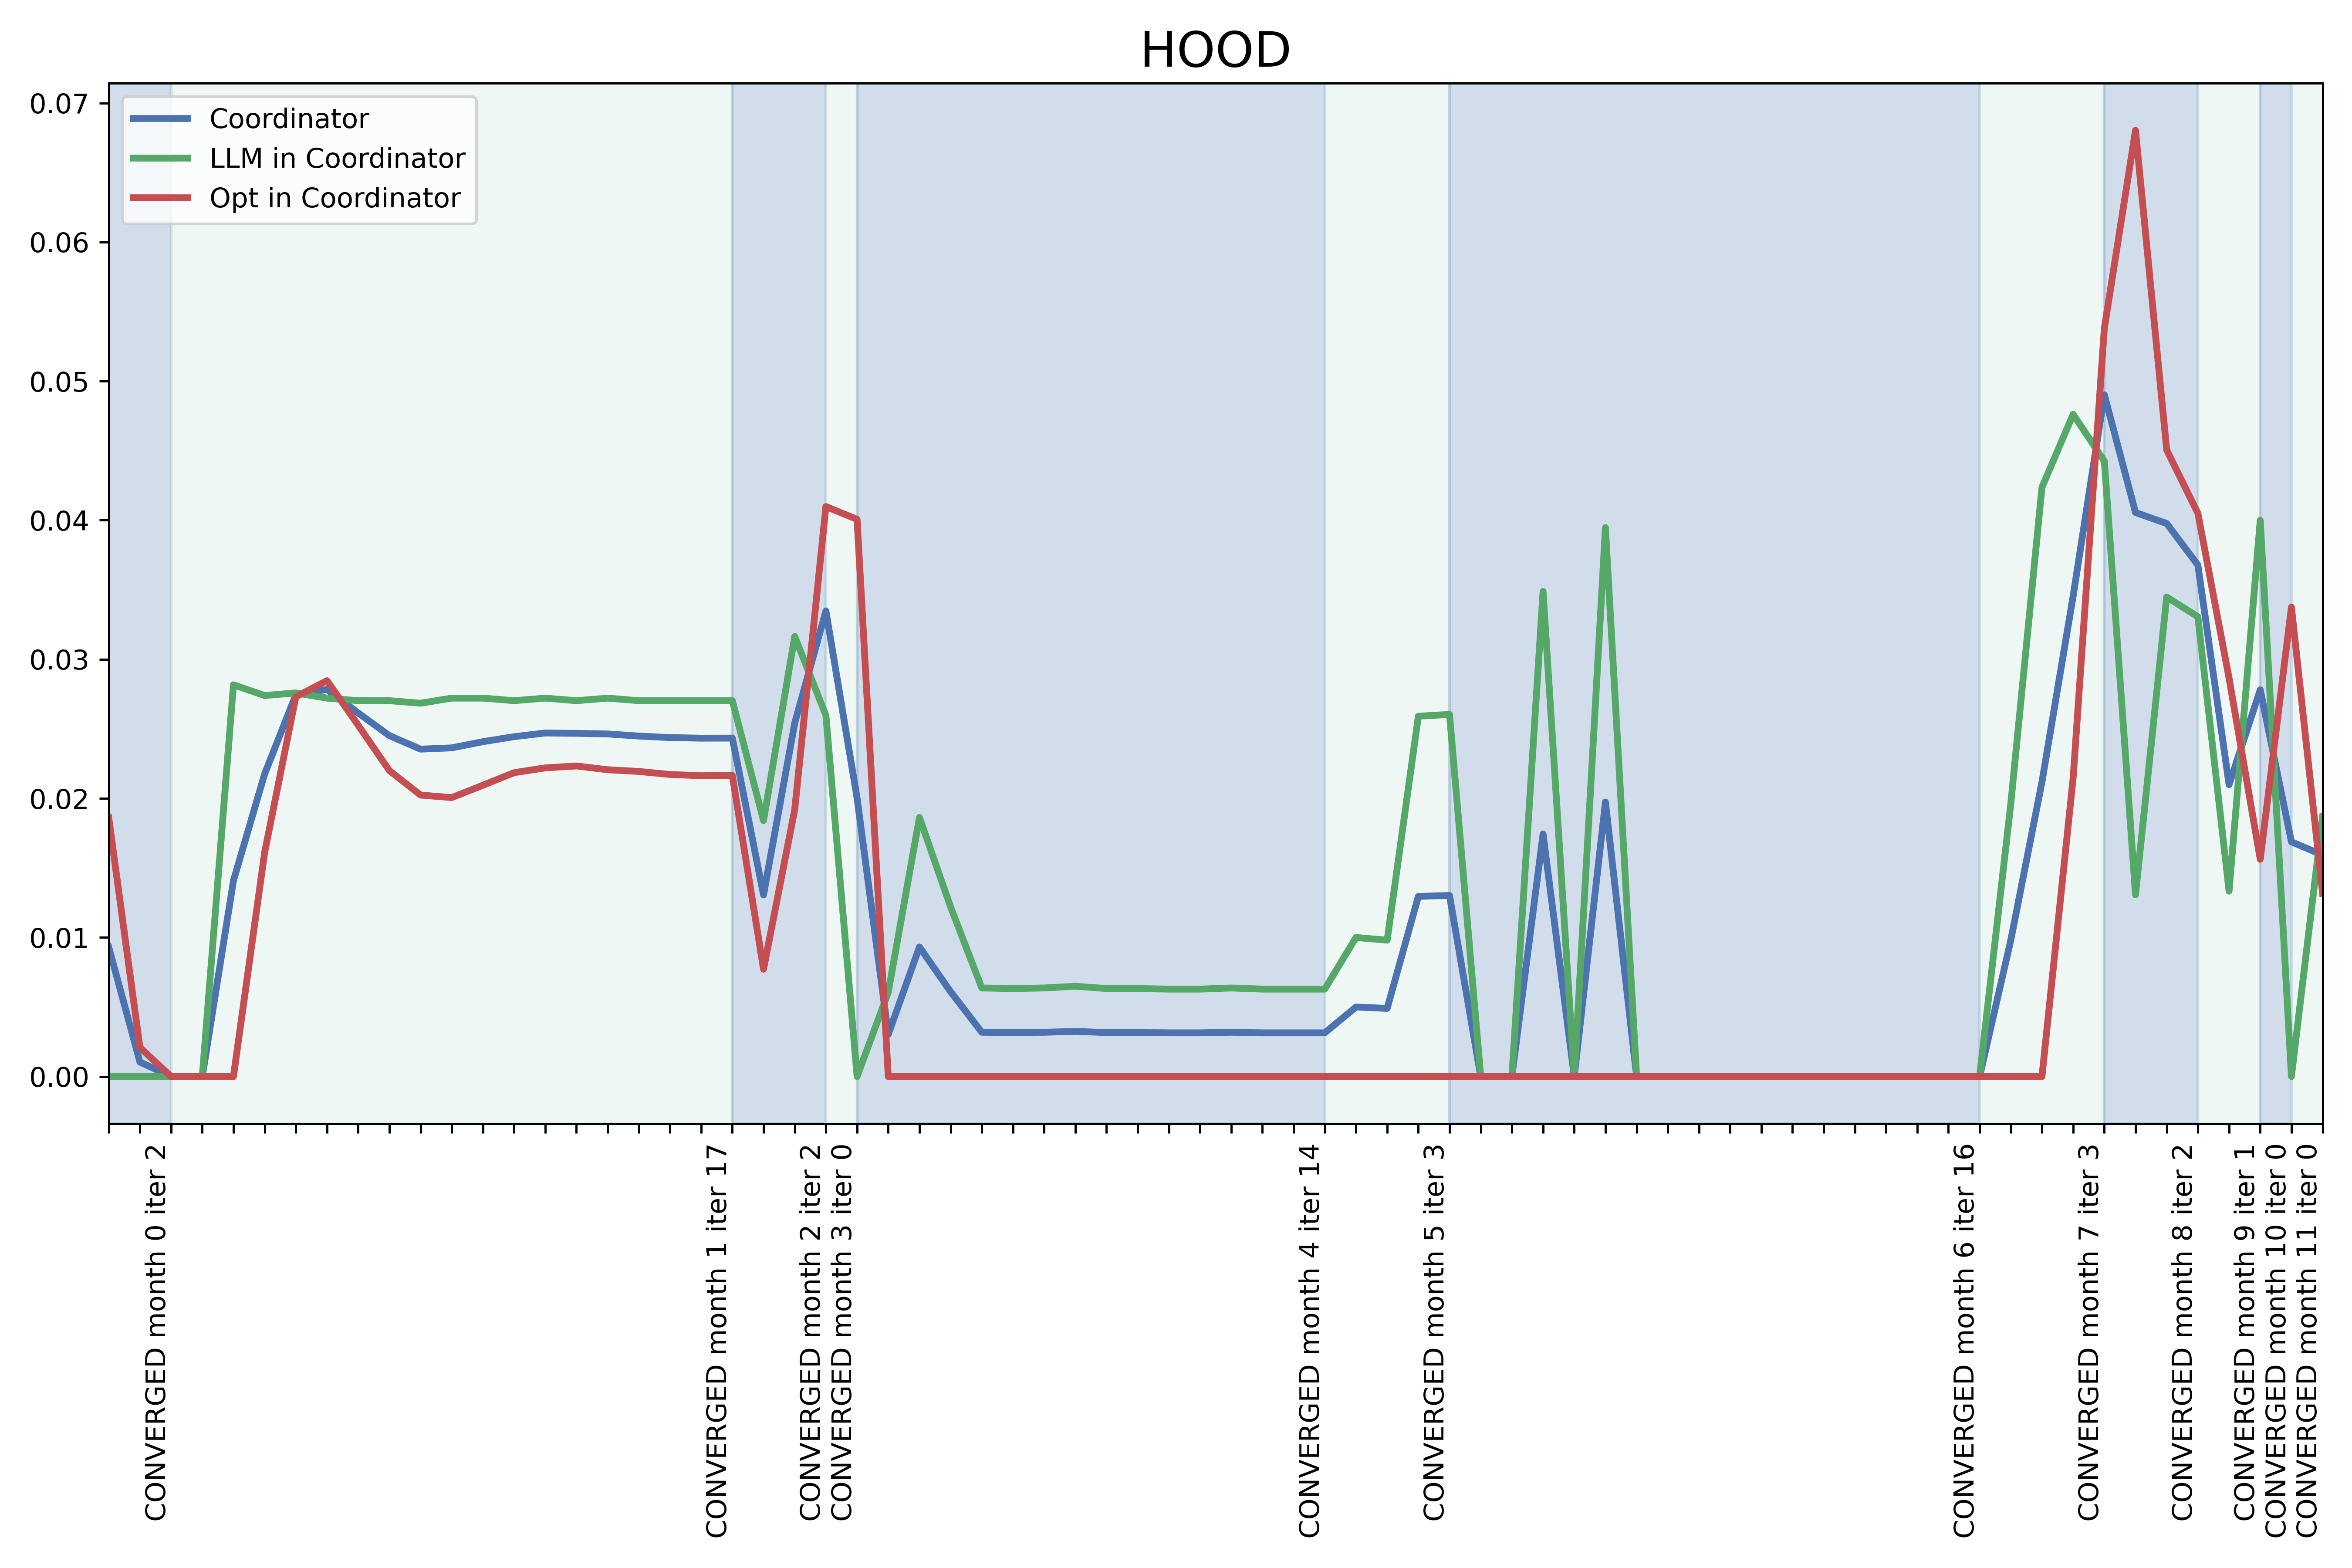 HOOD
Coordinator
LLM in Coordinator
Opt in Coordinator
0.07
0.06
0.05
0.04
0.03
0.02
0.01
0.00
CONVERGED month 0 iter 2
CONVERGED month 1 iter 17
CONVERGED month 2 iter 2
CONVERGED month 3 iter 0
CONVERGED month 4 iter 14
CONVERGED month 5 iter 3
CONVERGED month 6 iter 16
CONVERGED month 7 iter 3
CONVERGED month 8 iter 2
CONVERGED month 9 iter 1
CONVERGED month 10 iter 0
CONVERGED month 11 iter 0